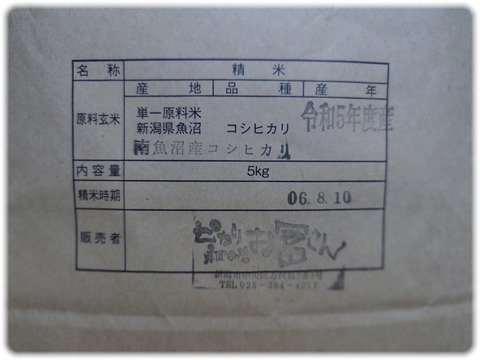 名称 精米
産地 品種 産年
原料玄米 単一原料米
新潟県魚沼 コシヒカリ 令和5年度産
南魚沼産コシヒカリ
内容量 5kg
精米時期 06.8.10
販売者
TEL 025-